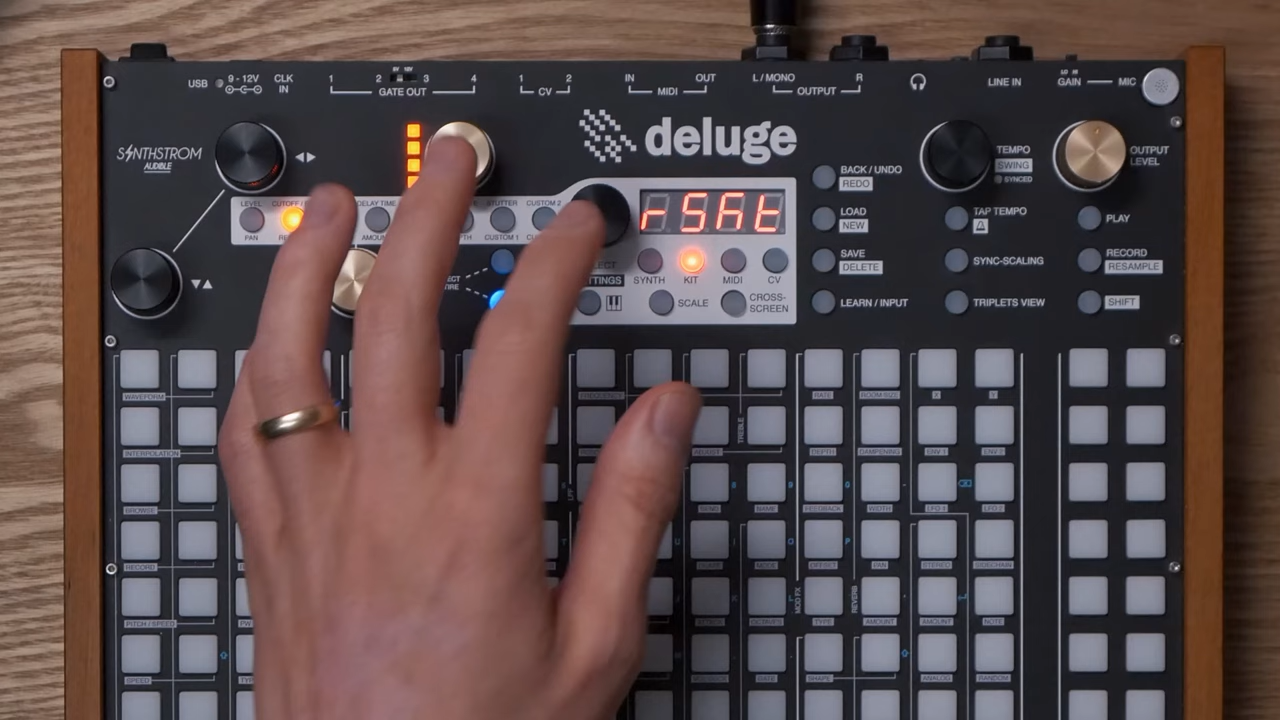 USB
9 - 12V
CLK
IN
1 2 3 4
GATE OUT
1 2
CV
IN OUT
MIDI
L / MONO R
OUTPUT
LINE IN
LO HI
GAIN
MIC
SYNTHSTROM
AUDIBLE
deluge
TEMPO
SWING
SYNCED
OUTPUT
LEVEL
LEVEL
PAN
DELAY TIME
STUTTER
CUSTOM 1
CUSTOM 2
rSAt
SYNTH
KIT
MIDI
CV
SCALE
CROSS-
SCREEN
BACK / UNDO
REDO
LOAD
NEW
SAVE
DELETE
LEARN / INPUT
TAP TEMPO
SYNC-SCALING
TRIPLETS VIEW
PLAY
RECORD
RESAMPLE
SHIFT
WAVEFORM
FREQUENCY
RATE
ROOM SIZE
X
Y
INTERPOLATION
TREBLE
DEPTH
DAMPENING
ENV 1
ENV 2
BROWSE
SEND
NAME
FEEDBACK
WIDTH
LFO 1
LFO 2
RECORD
MODE
OFFSET
PAN
STEREO
SIDECHAIN
PITCH / SPEED
OCTAVES
TYPE
MOD FX
REVERB
AMOUNT
AMOUNT
NOTE
SPEED
RATE
SHAPE
ANALOG
RANDOM